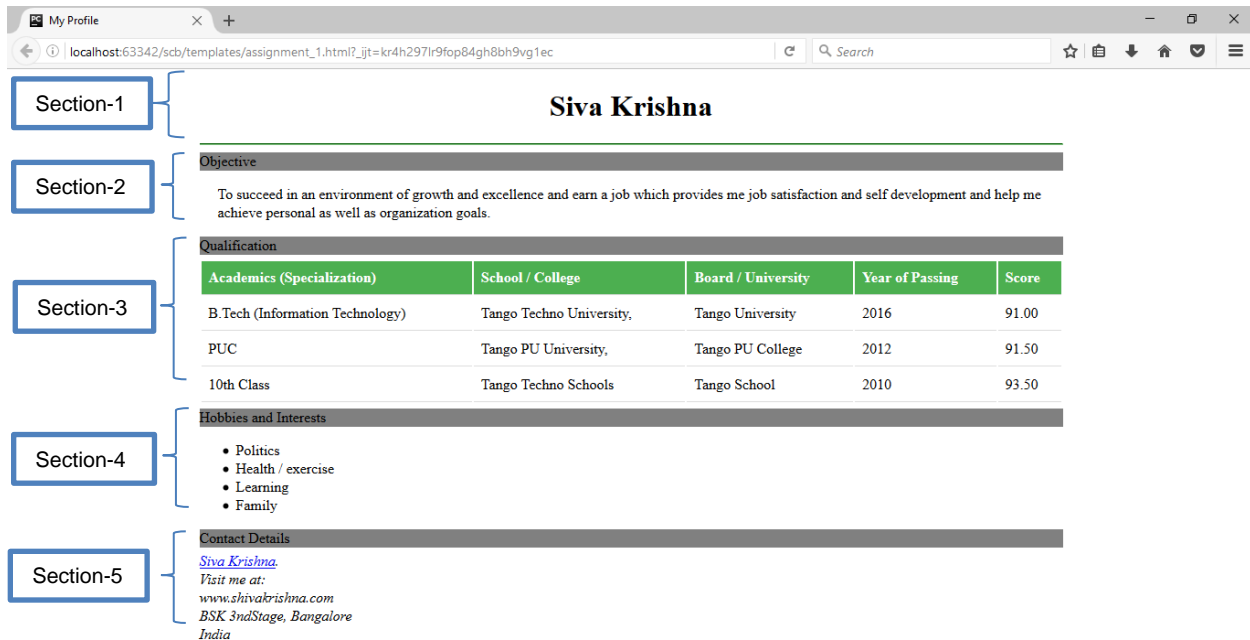 My Profile
localhost:63342/scb/templates/assignment_1.html?_ijt=kr4h297lr9fop84gh8bh9vg1ec
Search
Section-1
Siva Krishna
Section-2
Objective
To succeed in an environment of growth and excellence and earn a job which provides me job satisfaction and self development and help me
achieve personal as well as organization goals.
Section-3
Qualification
Academics (Specialization) School / College Board / University Year of Passing Score
B.Tech (Information Technology) Tango Techno University, Tango University 2016 91.00
PUC Tango PU University, Tango PU College 2012 91.50
10th Class Tango Techno Schools Tango School 2010 93.50
Section-4
Hobbies and Interests
Politics
Health / exercise
Learning
Family
Section-5
Contact Details
Siva Krishna.
Visit me at:
www.shivakrishna.com
BSK 3ndStage, Bangalore
India